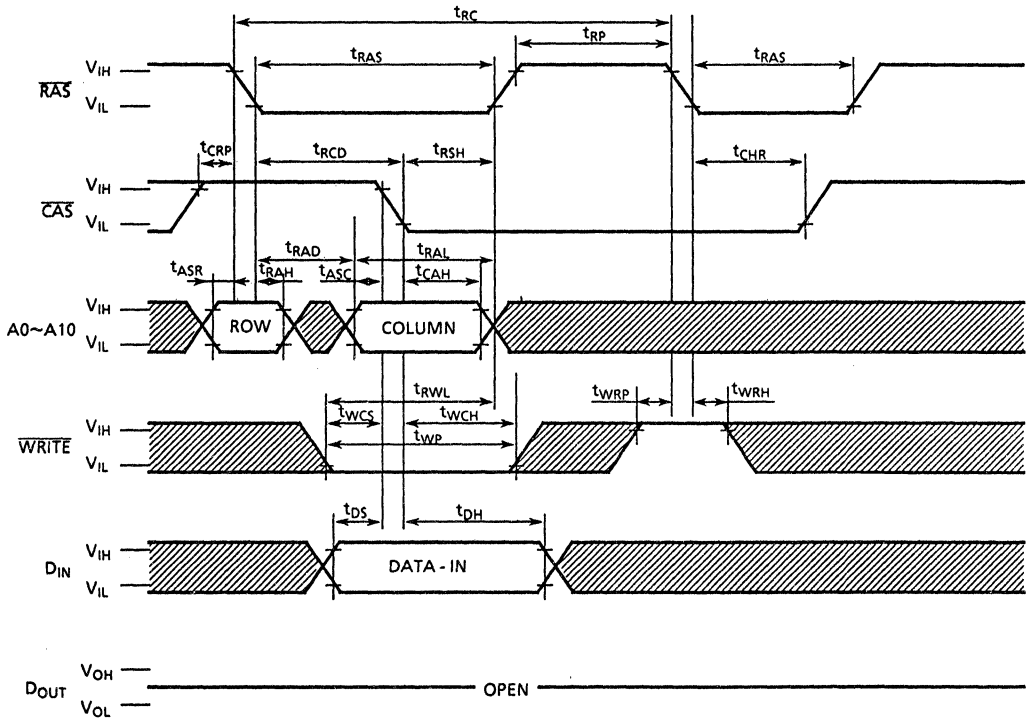 tRC
tRP
tRAS tRAS
VIH
RAS
VIL
tCRP tRCD tRSH tCHR
VIH
CAS
VIL
tRAD tRAL
tASR tRAH tASC tCAH
VIH
A0~A10 ROW COLUMN
VIL
tRWL tWRP tWRH
tWCS tWCH
VIH tWP
WRITE
VIL
tDS tDH
VIH
DIN DATA - IN
VIL
VOH
DOUT OPEN
VOL